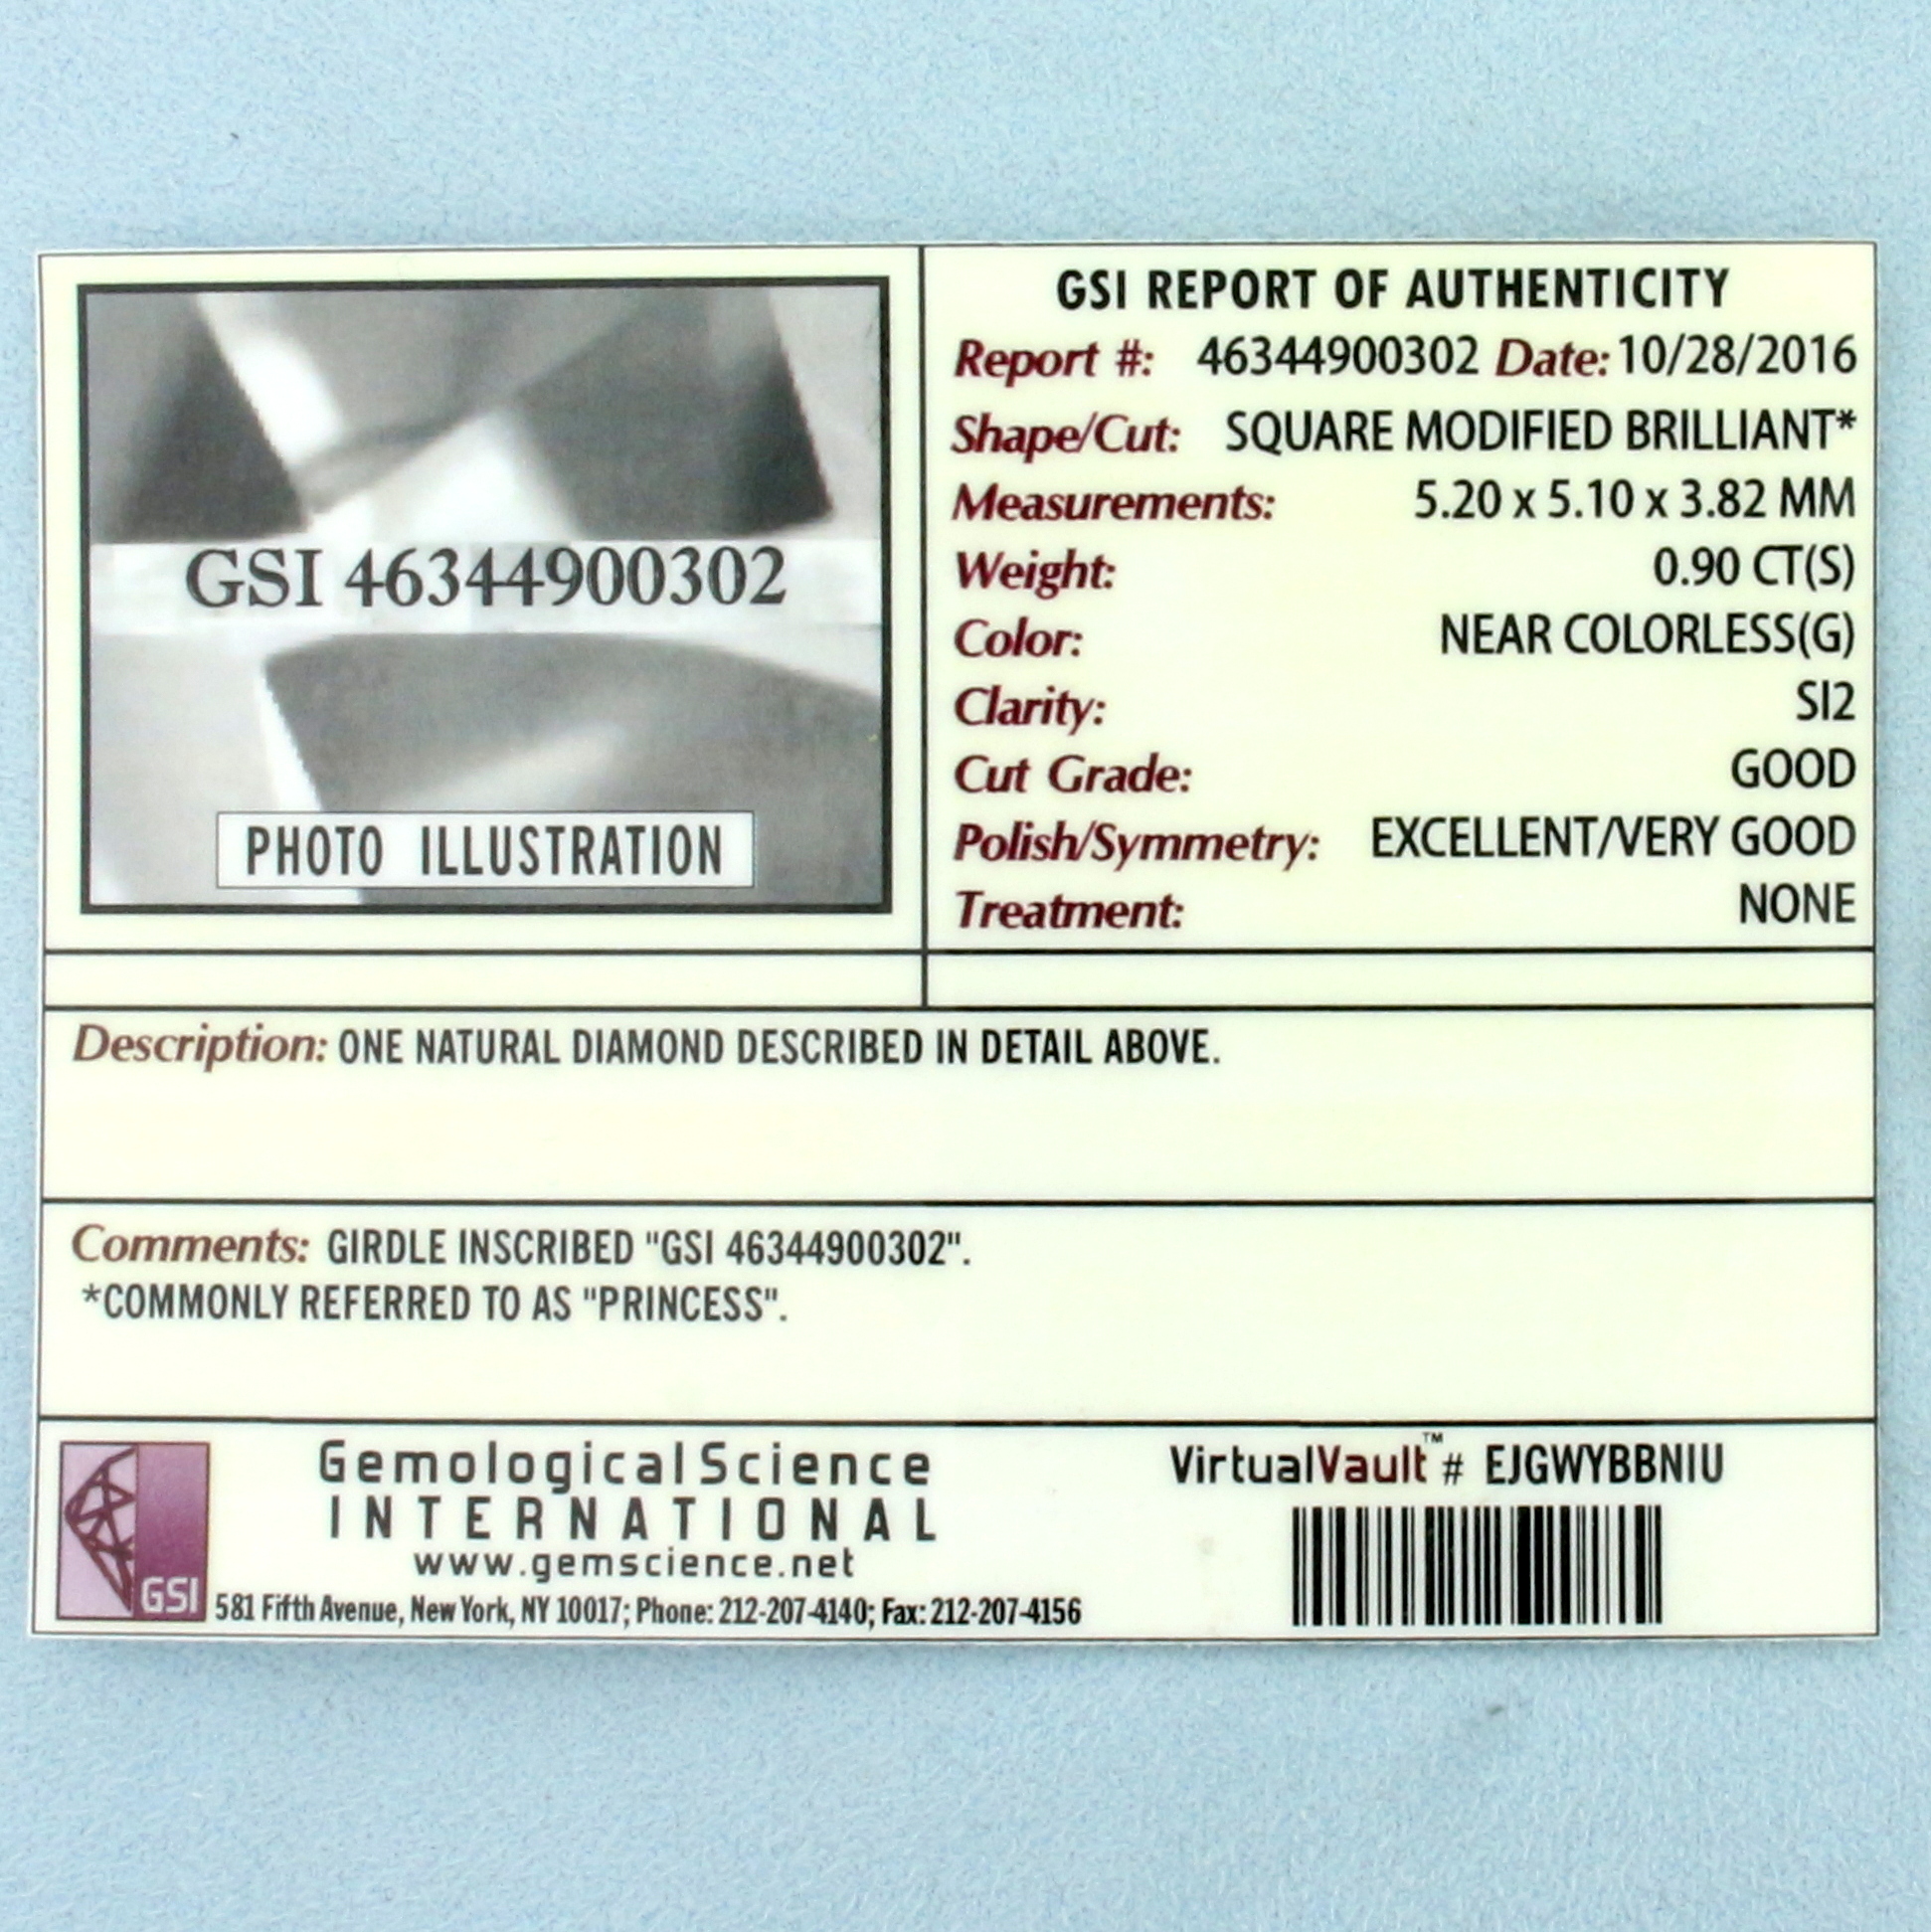 GSI 46344900302
PHOTO ILLUSTRATION
GSI REPORT OF AUTHENTICITY
Report #: 46344900302 Date: 10/28/2016
Shape/Cut: SQUARE MODIFIED BRILLIANT*
Measurements: 5.20 x 5.10 x 3.82 MM
Weight: 0.90 CT(S)
Color: NEAR COLORLESS(G)
Clarity: SI2
Cut Grade: GOOD
Polish/Symmetry: EXCELLENT/VERY GOOD
Treatment: NONE
Description: ONE NATURAL DIAMOND DESCRIBED IN DETAIL ABOVE.
Comments: GIRDLE INSCRIBED "GSI 46344900302".
*COMMONLY REFERRED TO AS "PRINCESS".
GSI
GemologicalScience
INTERNATIONAL
www.gemscience.net
581 Fifth Avenue, New York, NY 10017; Phone: 212-207-4140; Fax: 212-207-4156
VirtualVault™# EJGWYBBNIU